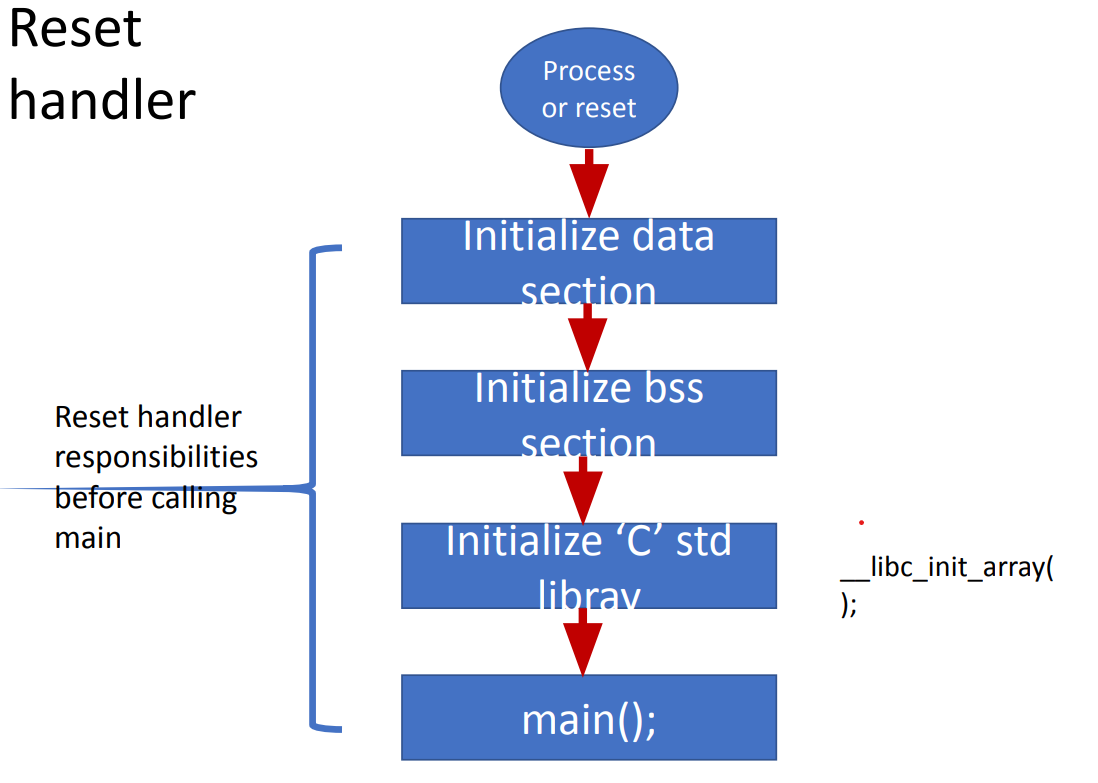 Reset
handler
Process
or reset
Initialize data
section
Initialize bss
section
Reset handler
responsibilities
before calling
main
Initialize ‘C’ std
libray
__libc_init_array(
);
main();